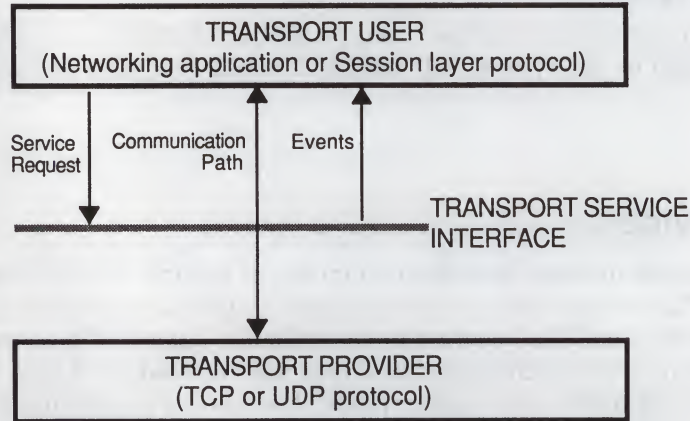 TRANSPORT USER
(Networking application or Session layer protocol)
Service
Request
Communication
Path
Events
TRANSPORT SERVICE
INTERFACE
TRANSPORT PROVIDER
(TCP or UDP protocol)